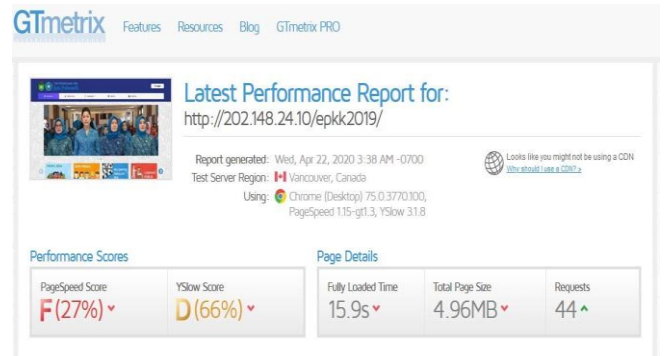 GTmetrix Features Resources Blog GTmetrix PRO
Latest Performance Report for:
http://202.148.24.10/epkk2019/
Report generated: Wed, Apr 22, 2020 3:38 AM -0700
Test Server Region: Vancouver, Canada
Using: Chrome (Desktop) 75.0.3770.100,
PageSpeed 1.15-gt1.3, YSlow 3.1.8
Looks like you might not be using a CDN
Why should I use a CDN? »
Performance Scores
PageSpeed Score
F(27%)
YSlow Score
D(66%)
Page Details
Fully Loaded Time
15.9s
Total Page Size
4.96MB
Requests
44